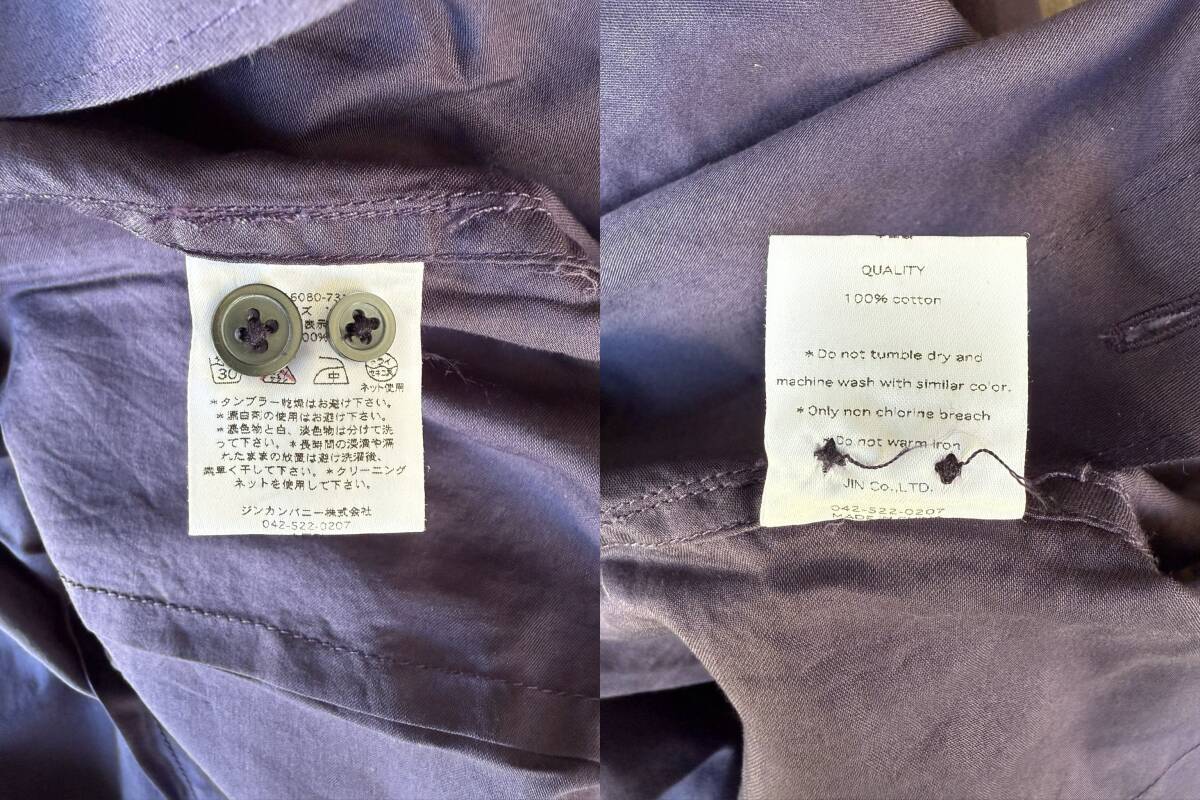 5080-73
ズ
表示
00%
30
中
ネット使用
*タンブラー乾燥はお避け下さい。
*漂白剤の使用はお避け下さい。
*濃色物と白、淡色物は分けて洗
って下さい。*長時間の浸漬や濡
れたままの放置は避け洗濯後、
素早く干して下さい。*クリーニング
ネットを使用して下さい。
ジンカンパニー株式会社
042-522-0207
QUALITY
100% cotton
*Do not tumble dry and
machine wash with similar color.
*Only non chlorine breach
*Do not warm iron
JIN Co.,LTD.
042-522-0207
MADE IN